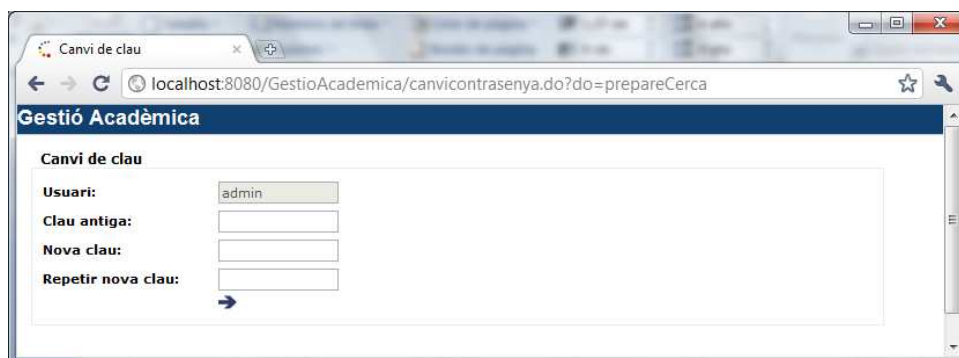 Canvi de clau
localhost:8080/GestioAcademica/canvicontrasenya.do?do=prepareCerca
Gestió Acadèmica
Canvi de clau
Usuari: admin
Clau antiga:
Nova clau:
Repetir nova clau: